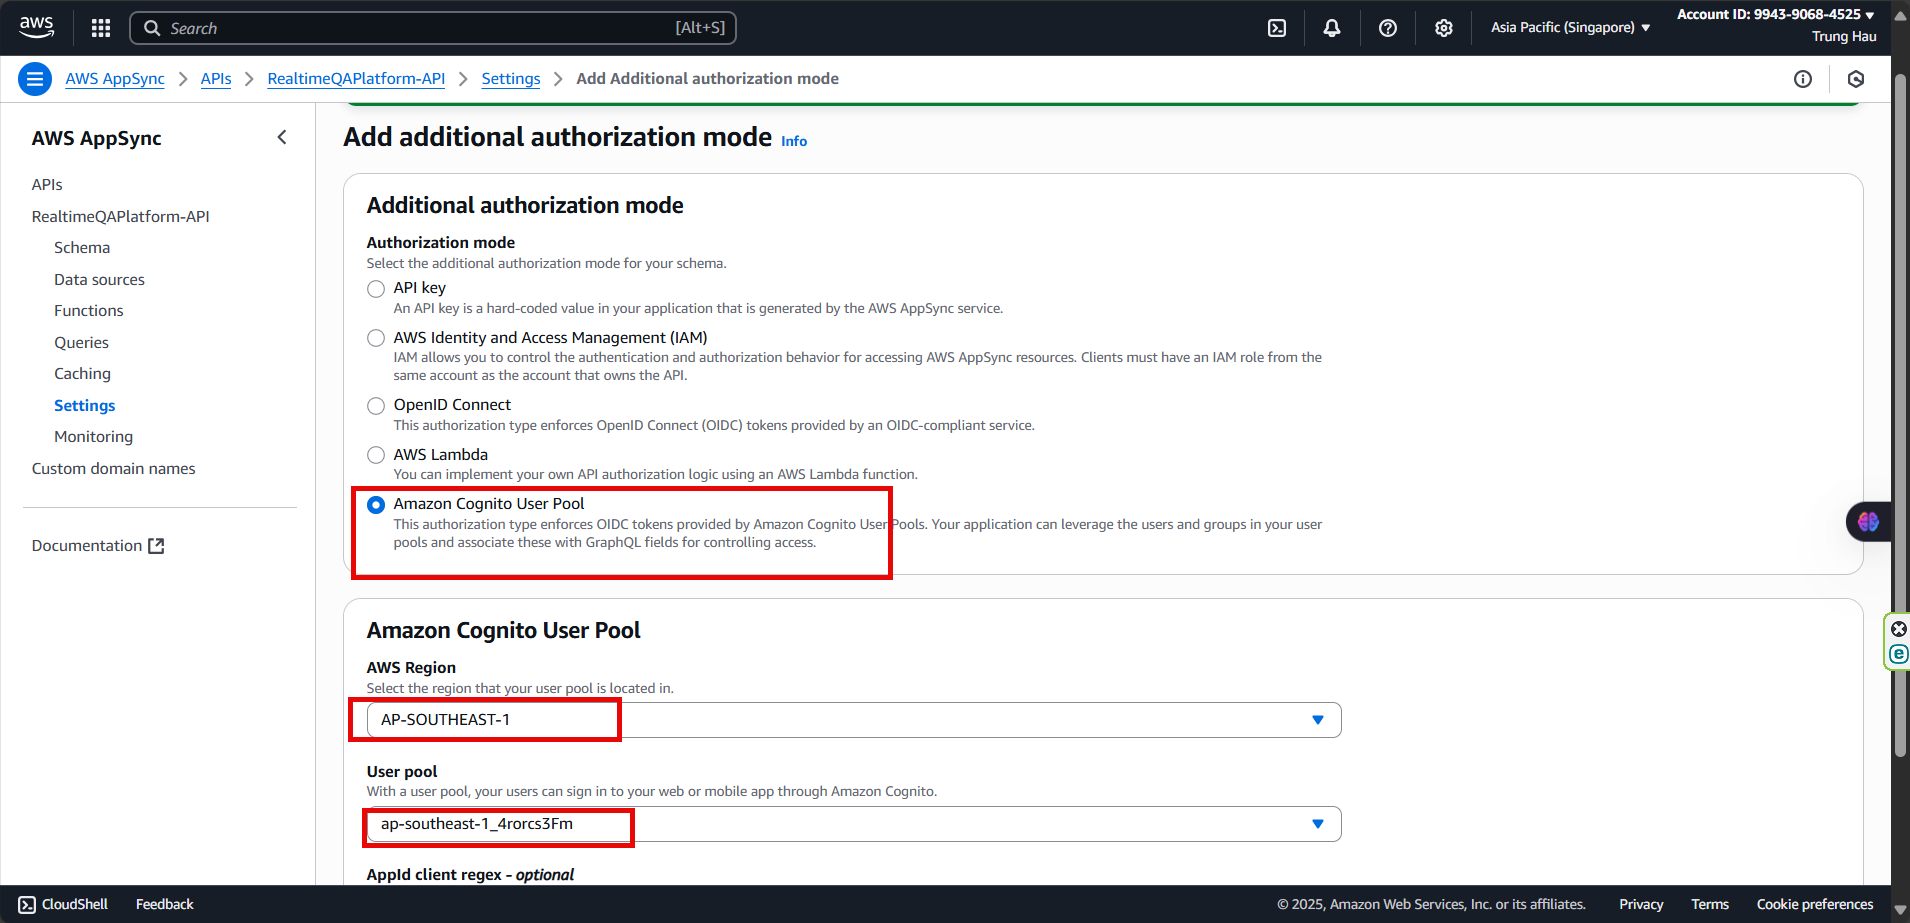 aws
Search
[Alt+S]
Asia Pacific (Singapore)
Account ID: 9943-9068-4525
Trung Hau
AWS AppSync
APIs
RealtimeQAPlatform-API
Settings
Add Additional authorization mode
AWS AppSync
APIs
RealtimeQAPlatform-API
Schema
Data sources
Functions
Queries
Caching
Settings
Monitoring
Custom domain names
Documentation
Add additional authorization mode Info
Additional authorization mode
Authorization mode
Select the additional authorization mode for your schema.
API key
An API key is a hard-coded value in your application that is generated by the AWS AppSync service.
AWS Identity and Access Management (IAM)
IAM allows you to control the authentication and authorization behavior for accessing AWS AppSync resources. Clients must have an IAM role from the
same account as the account that owns the API.
OpenID Connect
This authorization type enforces OpenID Connect (OIDC) tokens provided by an OIDC-compliant service.
AWS Lambda
You can implement your own API authorization logic using an AWS Lambda function.
Amazon Cognito User Pool
This authorization type enforces OIDC tokens provided by Amazon Cognito User Pools. Your application can leverage the users and groups in your user
pools and associate these with GraphQL fields for controlling access.
Amazon Cognito User Pool
AWS Region
Select the region that your user pool is located in.
AP-SOUTHEAST-1
User pool
With a user pool, your users can sign in to your web or mobile app through Amazon Cognito.
ap-southeast-1_4rorcs3Fm
AppId client regex - optional
CloudShell
Feedback
© 2025, Amazon Web Services, Inc. or its affiliates.
Privacy
Terms
Cookie preferences